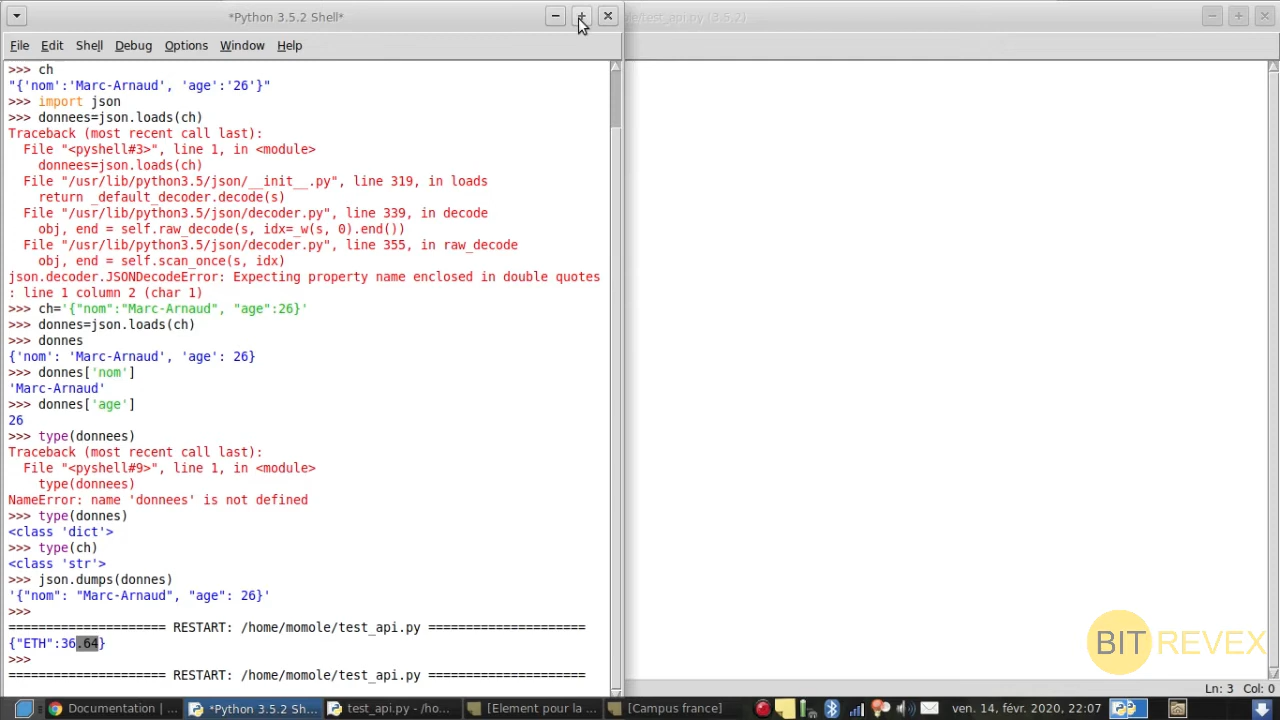 *Python 3.5.2 Shell*
File Edit Shell Debug Options Window Help
>>> ch
"{'nom':'Marc-Arnaud', 'age':'26'}"
>>> import json
>>> donnees=json.loads(ch)
Traceback (most recent call last):
  File "<pyshell#3>", line 1, in <module>
    donnees=json.loads(ch)
  File "/usr/lib/python3.5/json/__init__.py", line 319, in loads
    return _default_decoder.decode(s)
  File "/usr/lib/python3.5/json/decoder.py", line 339, in decode
    obj, end = self.raw_decode(s, idx=_w(s, 0).end())
  File "/usr/lib/python3.5/json/decoder.py", line 355, in raw_decode
    obj, end = self.scan_once(s, idx)
json.decoder.JSONDecodeError: Expecting property name enclosed in double quotes
: line 1 column 2 (char 1)
>>> ch='{"nom":"Marc-Arnaud", "age":26}'
>>> donnes=json.loads(ch)
>>> donnes
{'nom': 'Marc-Arnaud', 'age': 26}
>>> donnes['nom']
'Marc-Arnaud'
>>> donnes['age']
26
>>> type(donnees)
Traceback (most recent call last):
  File "<pyshell#9>", line 1, in <module>
    type(donnees)
NameError: name 'donnees' is not defined
>>> type(donnes)
<class 'dict'>
>>> type(ch)
<class 'str'>
>>> json.dumps(donnes)
'{"nom": "Marc-Arnaud", "age": 26}'
>>>
===================== RESTART: /home/momole/test_api.py =====================
{"ETH":36.64}
>>>
===================== RESTART: /home/momole/test_api.py =====================
/test_api.py (3.5.2)
BIT REVEX
Ln: 3 Col: 0
Documentation | ... *Python 3.5.2 Sh... test_api.py - /ho... [Element pour la ... [Campus france] ven. 14, févr. 2020, 22:07